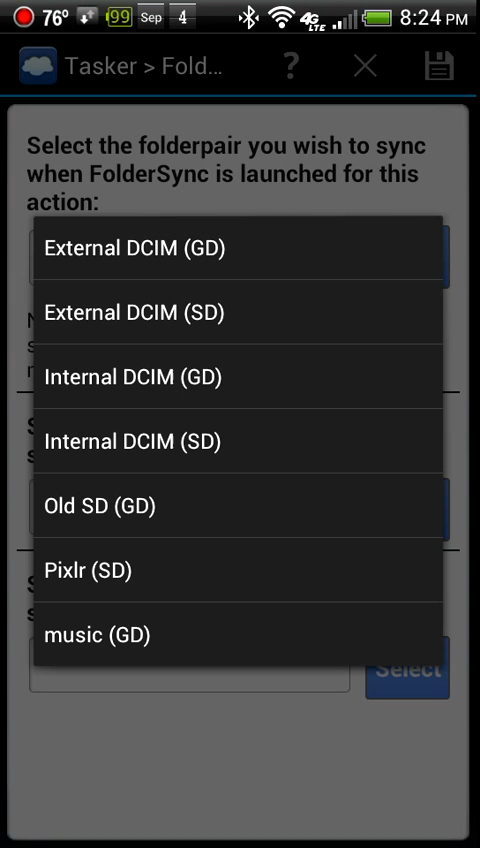 76° 99 Sep 4 4G LTE 8:24 PM
Tasker > Fold... ?
Select the folderpair you wish to sync
when FolderSync is launched for this
action:
External DCIM (GD)
External DCIM (SD)
Internal DCIM (GD)
Internal DCIM (SD)
Old SD (GD)
Pixlr (SD)
music (GD)
Select